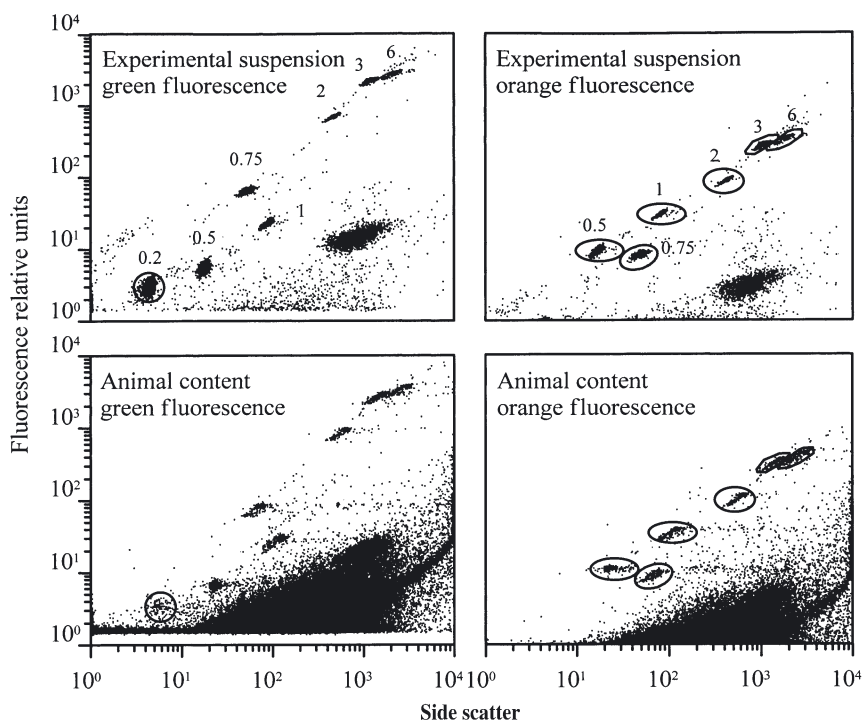 Fluorescence relative units
10⁴
10³
10²
10¹
10⁰
Experimental suspension
green fluorescence
3 6
2
0.75
1
0.5
0.2
Experimental suspension
orange fluorescence
6
3
2
1
0.5
0.75
10⁴
10³
10²
10¹
10⁰
Animal content
green fluorescence
Animal content
orange fluorescence
10⁰ 10¹ 10² 10³ 10⁴ 10⁰ 10¹ 10² 10³ 10⁴
Side scatter